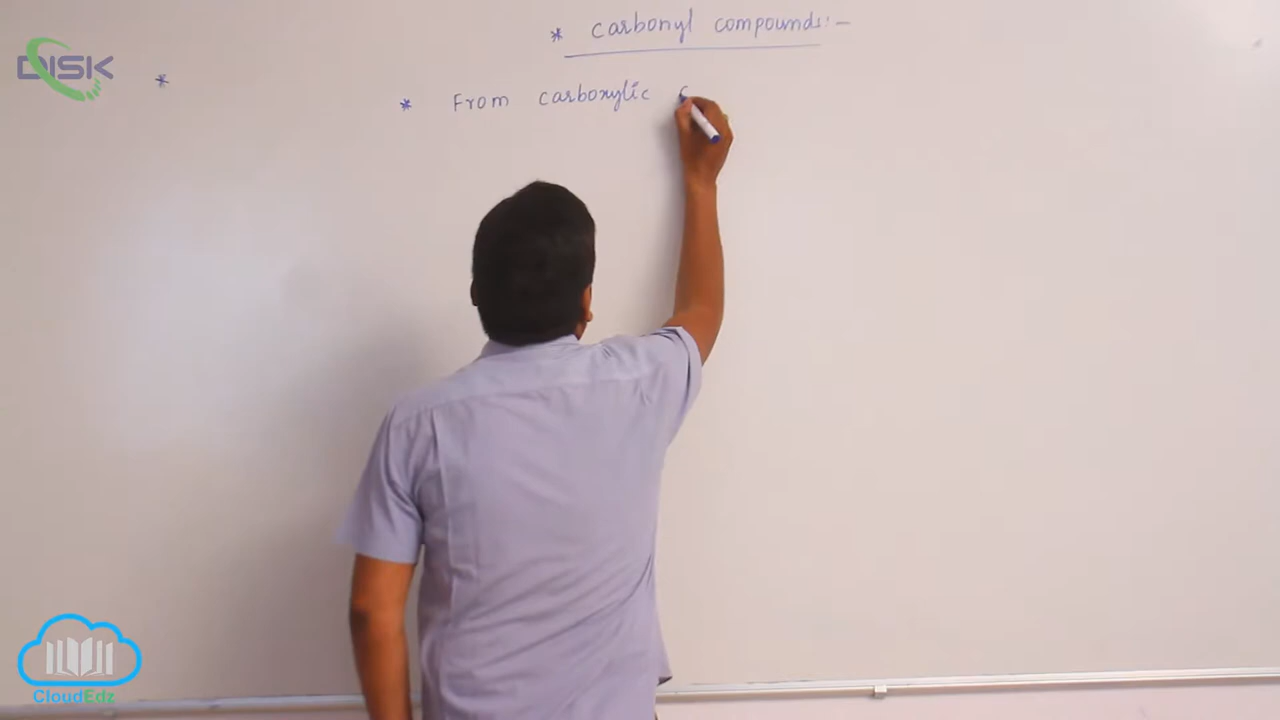 * Carbonyl compounds:-
DISK
*
* From carboxylic
CloudEdz